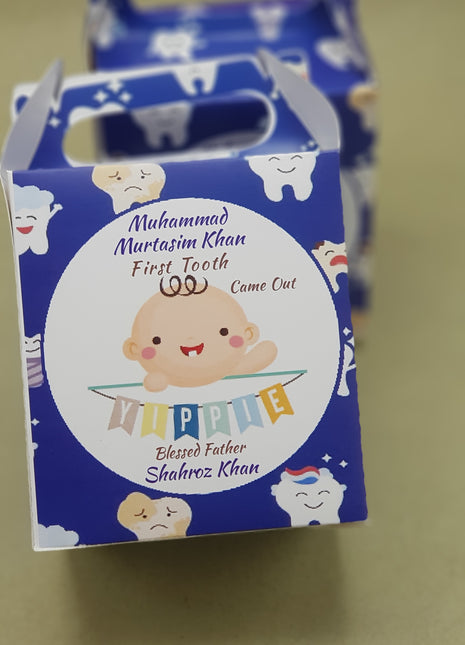 Muhammad
Murtasim Khan
First Tooth
Came Out
YIPPIE
Blessed Father
Shahroz Khan